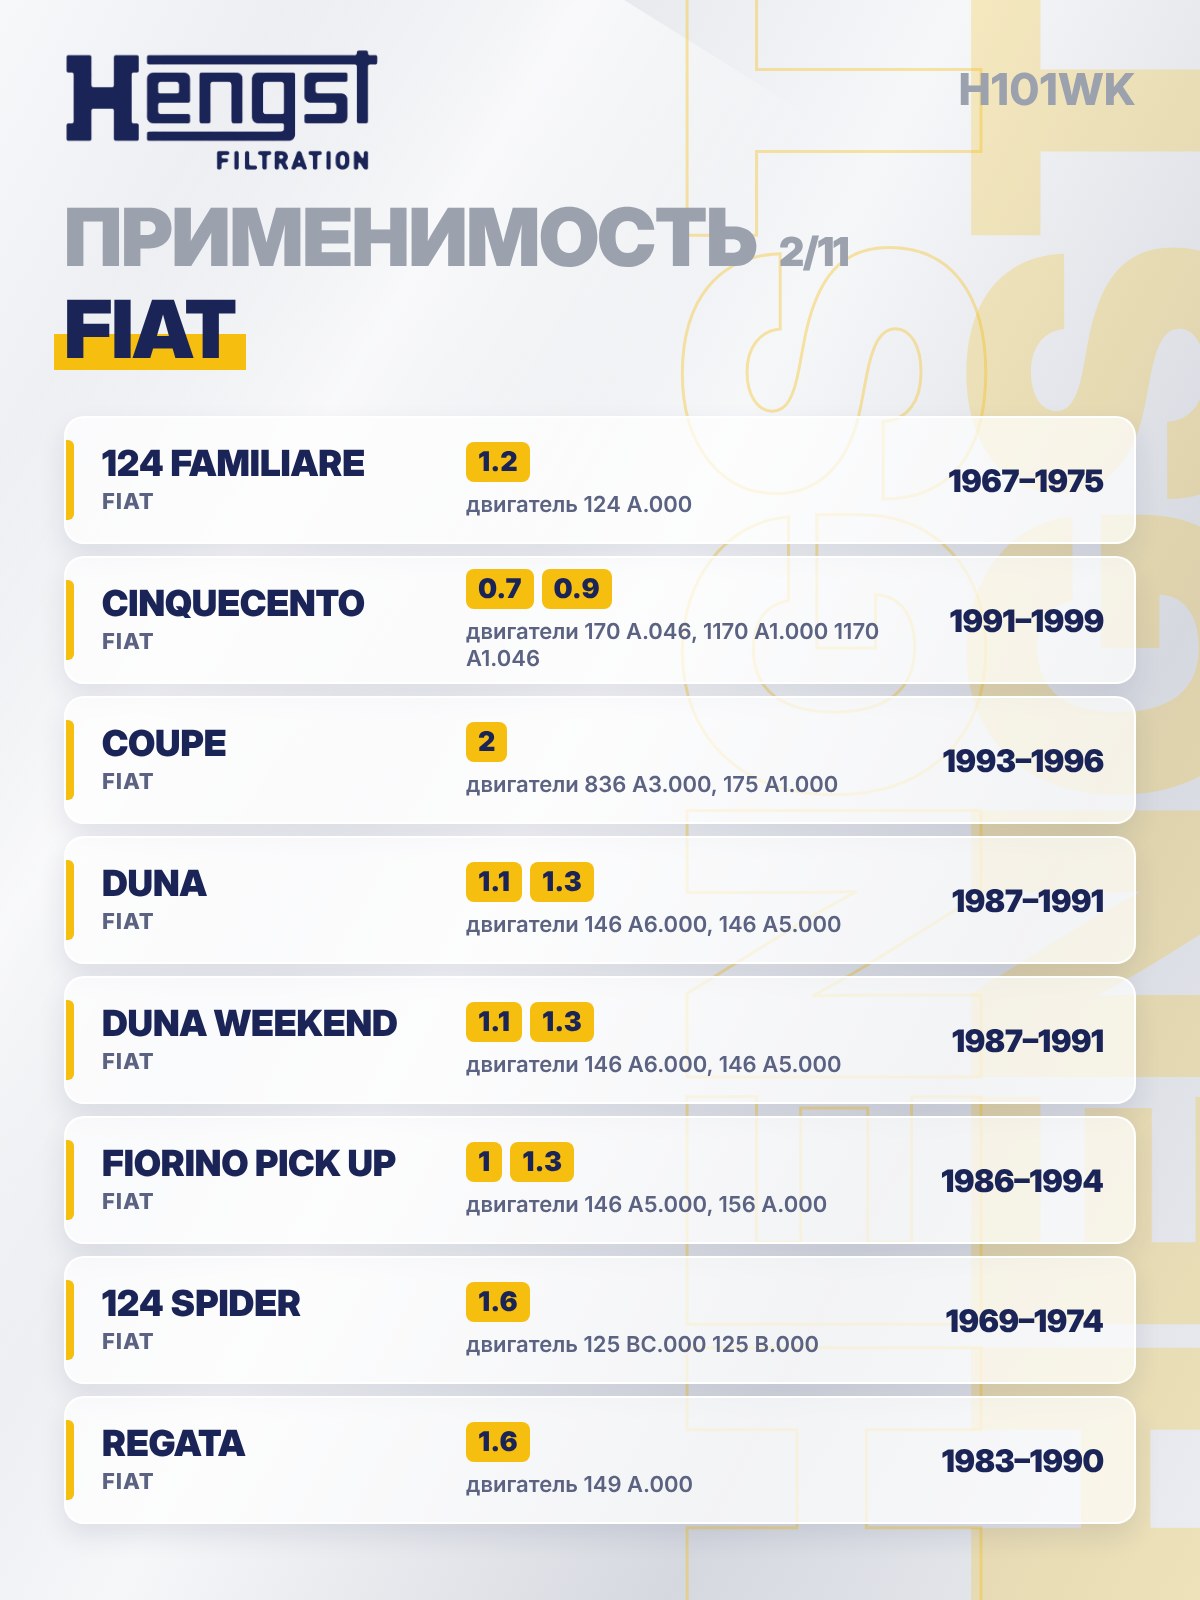 Hengst
FILTRATION
H101WK
ПРИМЕНИМОСТЬ 2/11
FIAT
124 FAMILIARE
FIAT
1.2
двигатель 124 A.000
1967–1975
CINQUECENTO
FIAT
0.7 0.9
двигатели 170 A.046, 1170 A1.000 1170
A1.046
1991–1999
COUPE
FIAT
2
двигатели 836 A3.000, 175 A1.000
1993–1996
DUNA
FIAT
1.1 1.3
двигатели 146 A6.000, 146 A5.000
1987–1991
DUNA WEEKEND
FIAT
1.1 1.3
двигатели 146 A6.000, 146 A5.000
1987–1991
FIORINO PICK UP
FIAT
1 1.3
двигатели 146 A5.000, 156 A.000
1986–1994
124 SPIDER
FIAT
1.6
двигатель 125 BC.000 125 B.000
1969–1974
REGATA
FIAT
1.6
двигатель 149 A.000
1983–1990
HENGST
HENGST